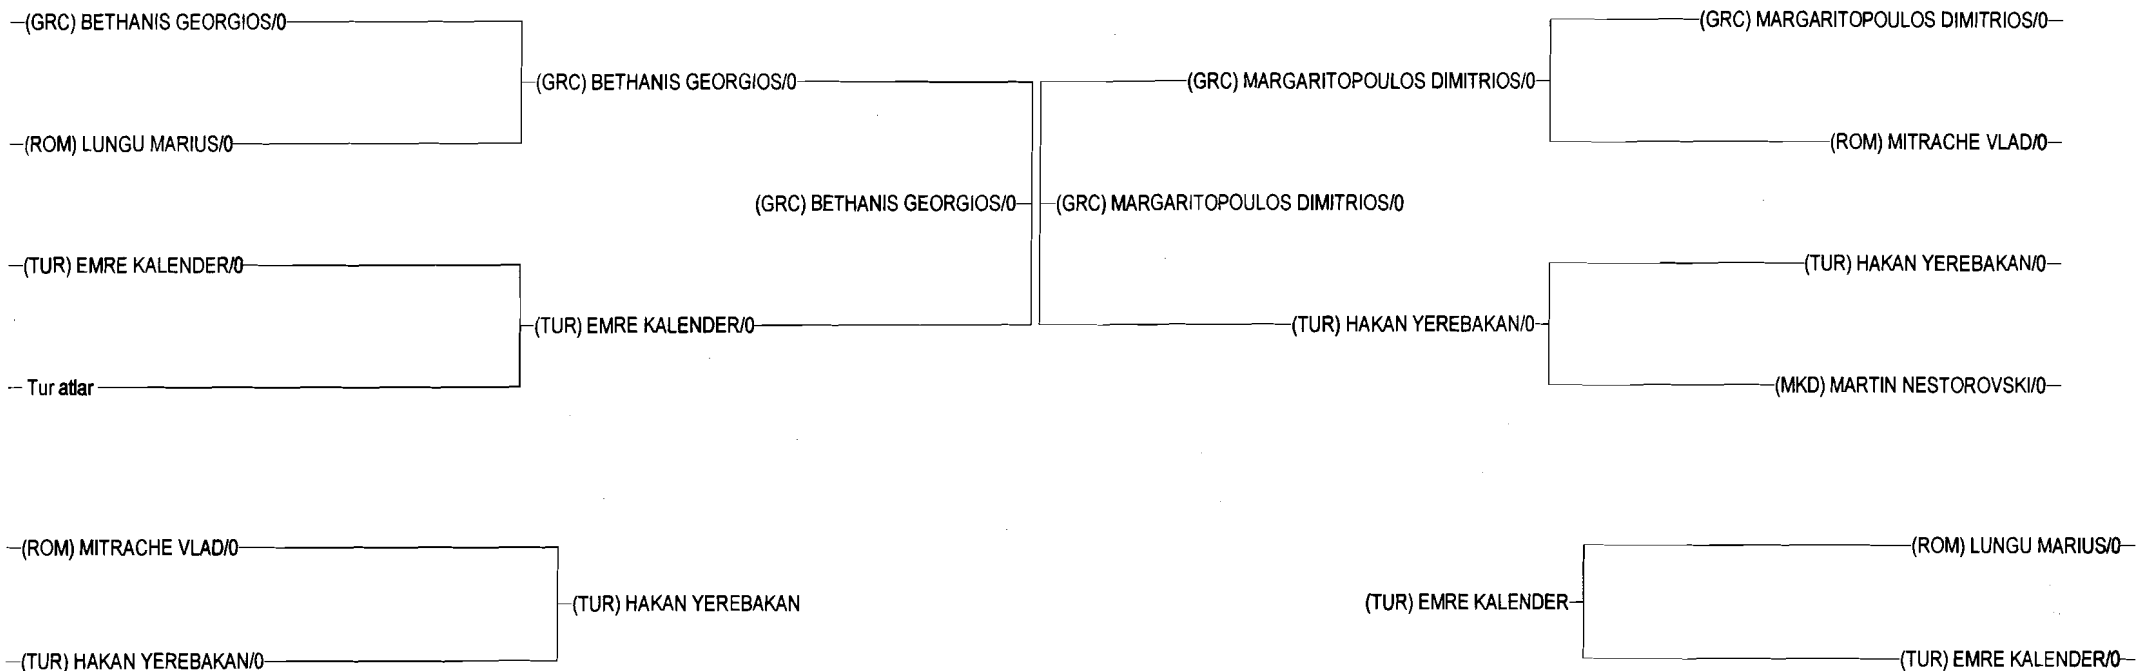 (GRC) BETHANIS GEORGIOS/0
(GRC) MARGARITOPOULOS DIMITRIOS/0
(GRC) BETHANIS GEORGIOS/0
(GRC) MARGARITOPOULOS DIMITRIOS/0
(ROM) LUNGU MARIUS/0
(ROM) MITRACHE VLAD/0
(GRC) BETHANIS GEORGIOS/0
(GRC) MARGARITOPOULOS DIMITRIOS/0
(TUR) EMRE KALENDER/0
(TUR) HAKAN YEREBAKAN/0
(TUR) EMRE KALENDER/0
(TUR) HAKAN YEREBAKAN/0
Tur atlar
(MKD) MARTIN NESTOROVSKI/0
(ROM) MITRACHE VLAD/0
(ROM) LUNGU MARIUS/0
(TUR) HAKAN YEREBAKAN
(TUR) EMRE KALENDER
(TUR) HAKAN YEREBAKAN/0
(TUR) EMRE KALENDER/0